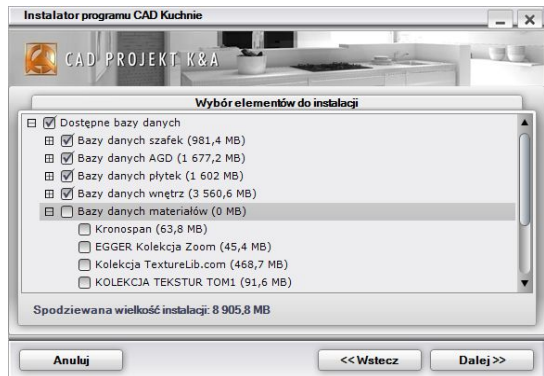 Instalator programu CAD Kuchnie
CAD PROJEKT K&A
Wybór elementów do instalacji
Dostępne bazy danych
Bazy danych szafek (981,4 MB)
Bazy danych AGD (1 677,2 MB)
Bazy danych płytek (1 602 MB)
Bazy danych wnętrz (3 560,6 MB)
Bazy danych materiałów (0 MB)
Kronospan (63,8 MB)
EGGER Kolekcja Zoom (45,4 MB)
Kolekcja TextureLib.com (468,7 MB)
KOLEKCJA TEKSTUR TOM1 (91,6 MB)
Spodziewana wielkość instalacji: 8 905,8 MB
Anuluj
<< Wstecz
Dalej >>